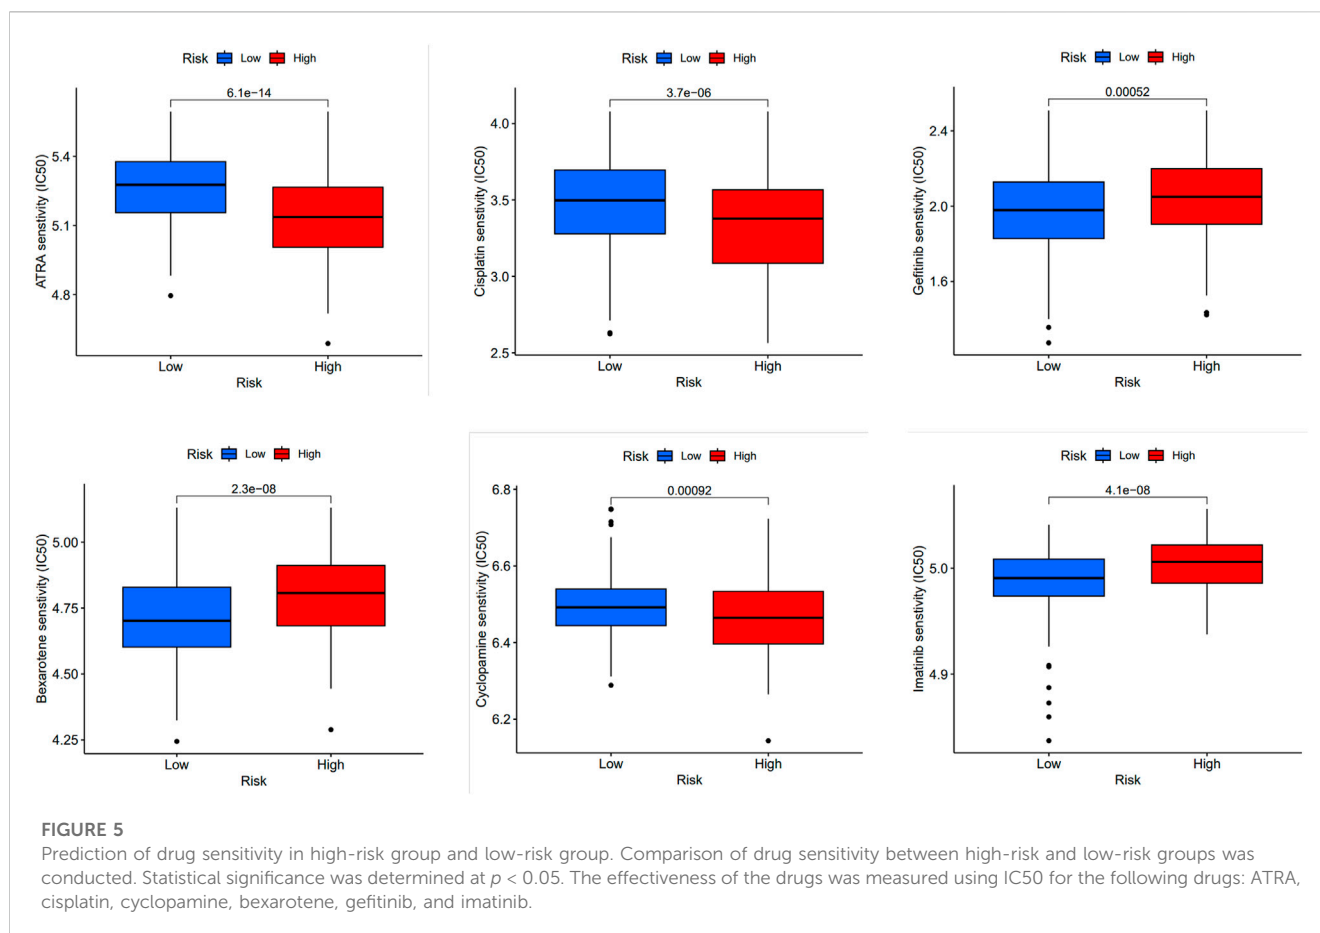 Risk Low High
6.1e−14
ATRA senstivity (IC50)
5.4
5.1
4.8
Low High
Risk
Risk Low High
3.7e−06
Cisplatin senstivity (IC50)
4.0
3.5
3.0
2.5
Low High
Risk
Risk Low High
0.00052
Gefitinib senstivity (IC50)
2.4
2.0
1.6
Low High
Risk
Risk Low High
2.3e−08
Bexarotene senstivity (IC50)
5.00
4.75
4.50
4.25
Low High
Risk
Risk Low High
0.00092
Cyclopamine senstivity (IC50)
6.8
6.6
6.4
6.2
Low High
Risk
Risk Low High
4.1e−08
Imatinib senstivity (IC50)
5.0
4.9
Low High
Risk
FIGURE 5
Prediction of drug sensitivity in high-risk group and low-risk group. Comparison of drug sensitivity between high-risk and low-risk groups was
conducted. Statistical significance was determined at p < 0.05. The effectiveness of the drugs was measured using IC50 for the following drugs: ATRA,
cisplatin, cyclopamine, bexarotene, gefitinib, and imatinib.